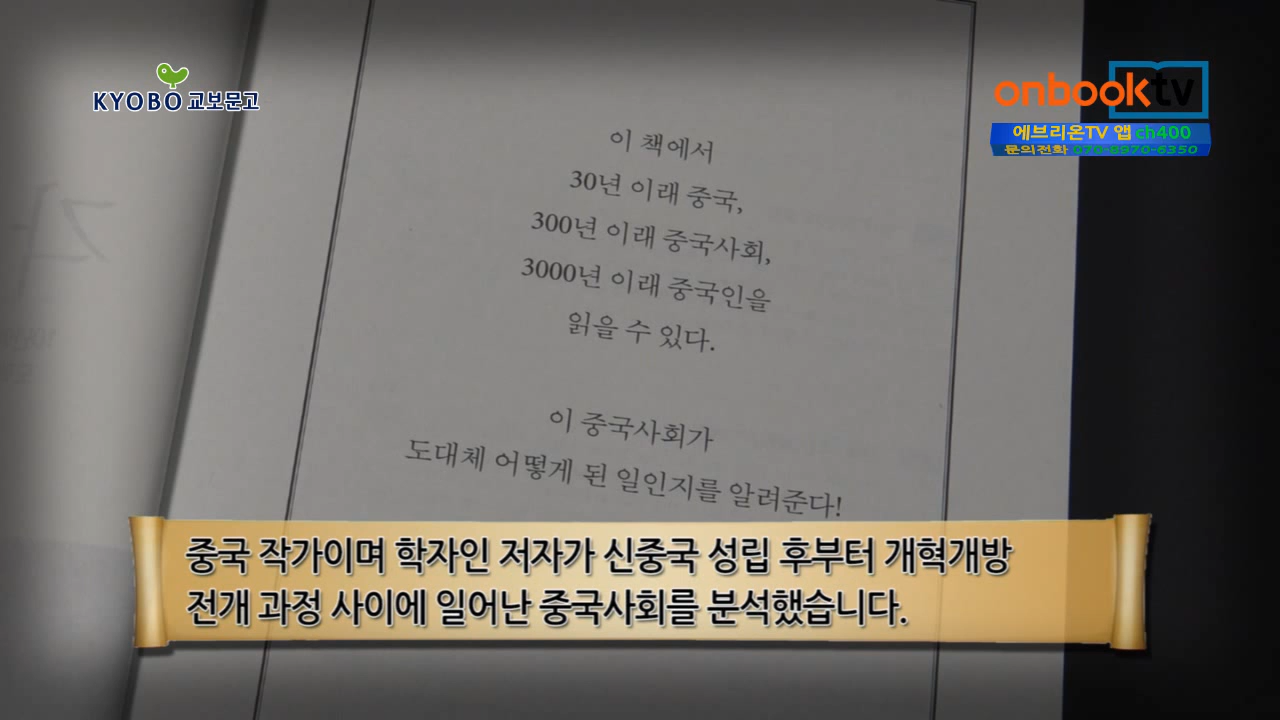 KYOBO 교보문고
onbooktv
에브리온TV 앱 ch400
문의전화 070-8970-6350
이 책에서
30년 이래 중국,
300년 이래 중국사회,
3000년 이래 중국인을
읽을 수 있다.
이 중국사회가
도대체 어떻게 된 일인지를 알려준다!
중국 작가이며 학자인 저자가 신중국 성립 후부터 개혁개방
전개 과정 사이에 일어난 중국사회를 분석했습니다.